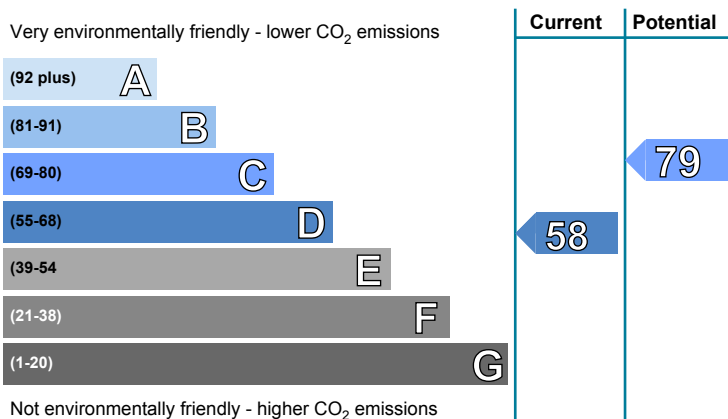 Current Potential
Very environmentally friendly - lower CO2 emissions
(92 plus) A
(81-91) B
(69-80) C
79
(55-68) D
58
(39-54 E
(21-38) F
(1-20) G
Not environmentally friendly - higher CO2 emissions